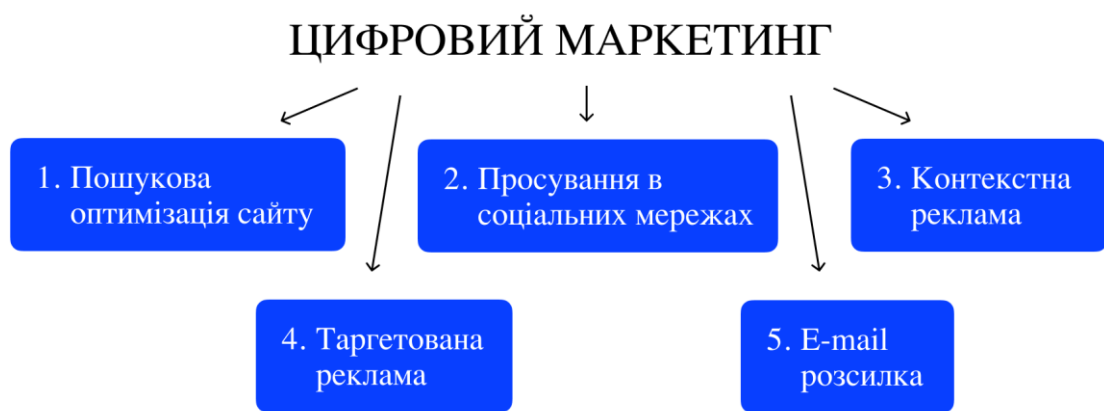 ЦИФРОВИЙ МАРКЕТИНГ
1. Пошукова
оптимізація сайту
2. Просування в
соціальних мережах
3. Контекстна
реклама
4. Таргетована
реклама
5. E-mail
розсилка